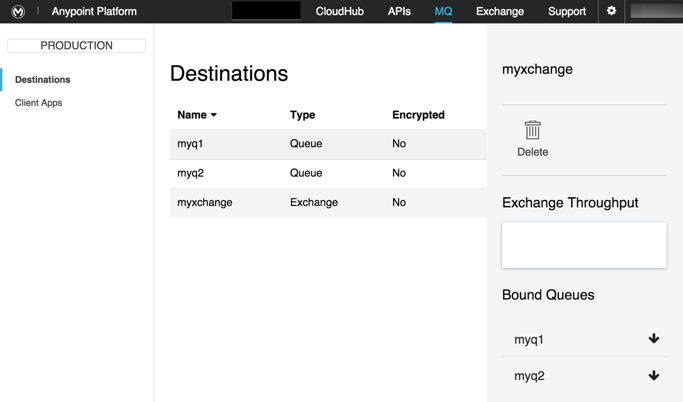 Anypoint Platform CloudHub APIs MQ Exchange Support
PRODUCTION
Destinations
Client Apps
Destinations
Name Type Encrypted
myq1 Queue No
myq2 Queue No
myxchange Exchange No
myxchange
Delete
Exchange Throughput
Bound Queues
myq1
myq2